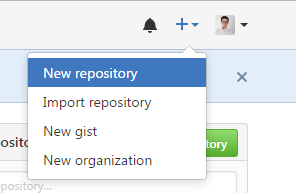 New repository
Import repository
New gist
New organization